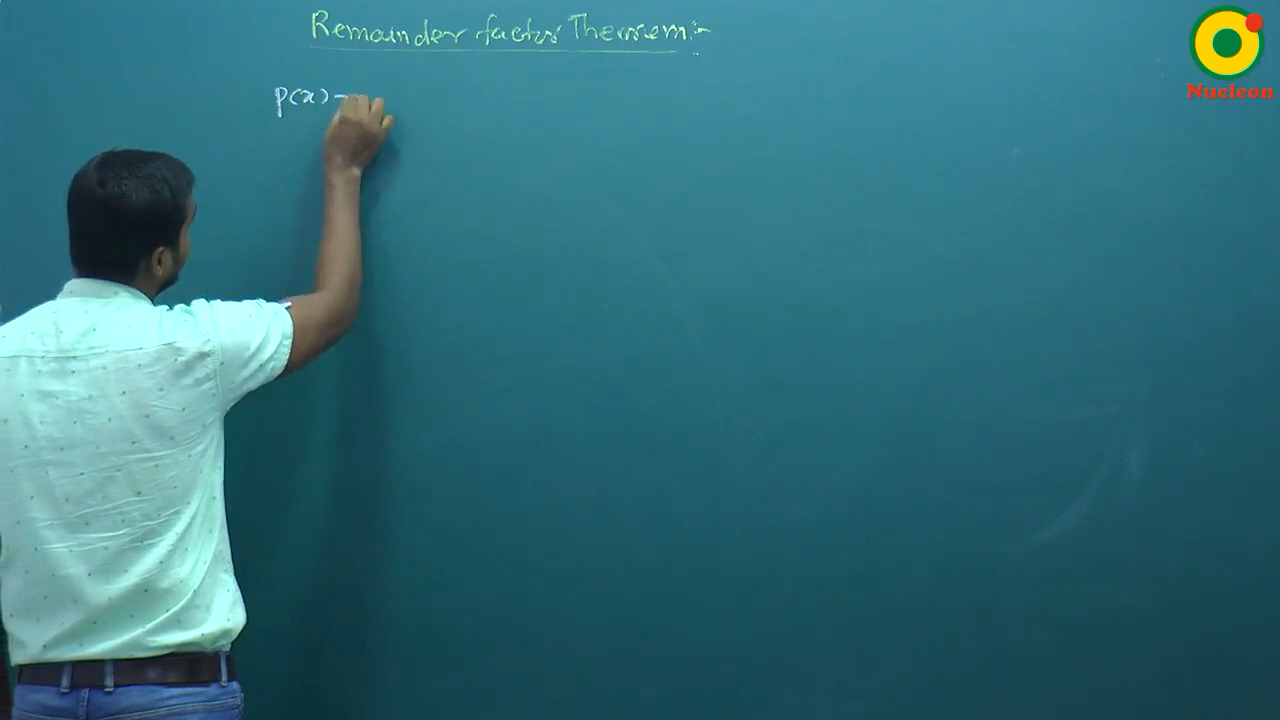 Remainder factor Theorem:-
p(x) -
Nucleon